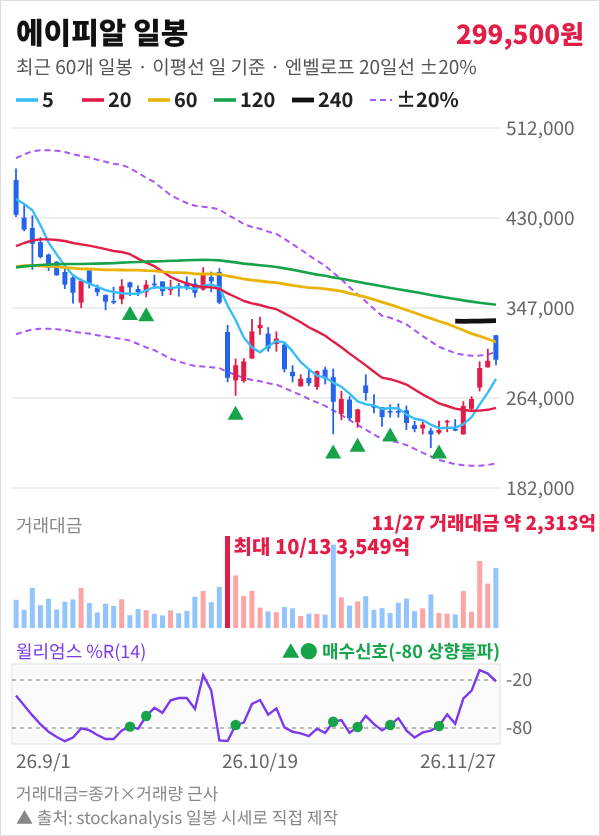 에이피알 일봉
299,500원
최근 60개 일봉 · 이평선 일 기준 · 엔벨로프 20일선 ±20%
5 20 60 120 240 ±20%
512,000
430,000
347,000
264,000
182,000
거래대금
11/27 거래대금 약 2,313억
최대 10/13 3,549억
윌리엄스 %R(14)
▲● 매수신호(-80 상향돌파)
-20
-80
26.9/1 26.10/19 26.11/27
거래대금=종가×거래량 근사
▲ 출처: stockanalysis 일봉 시세로 직접 제작